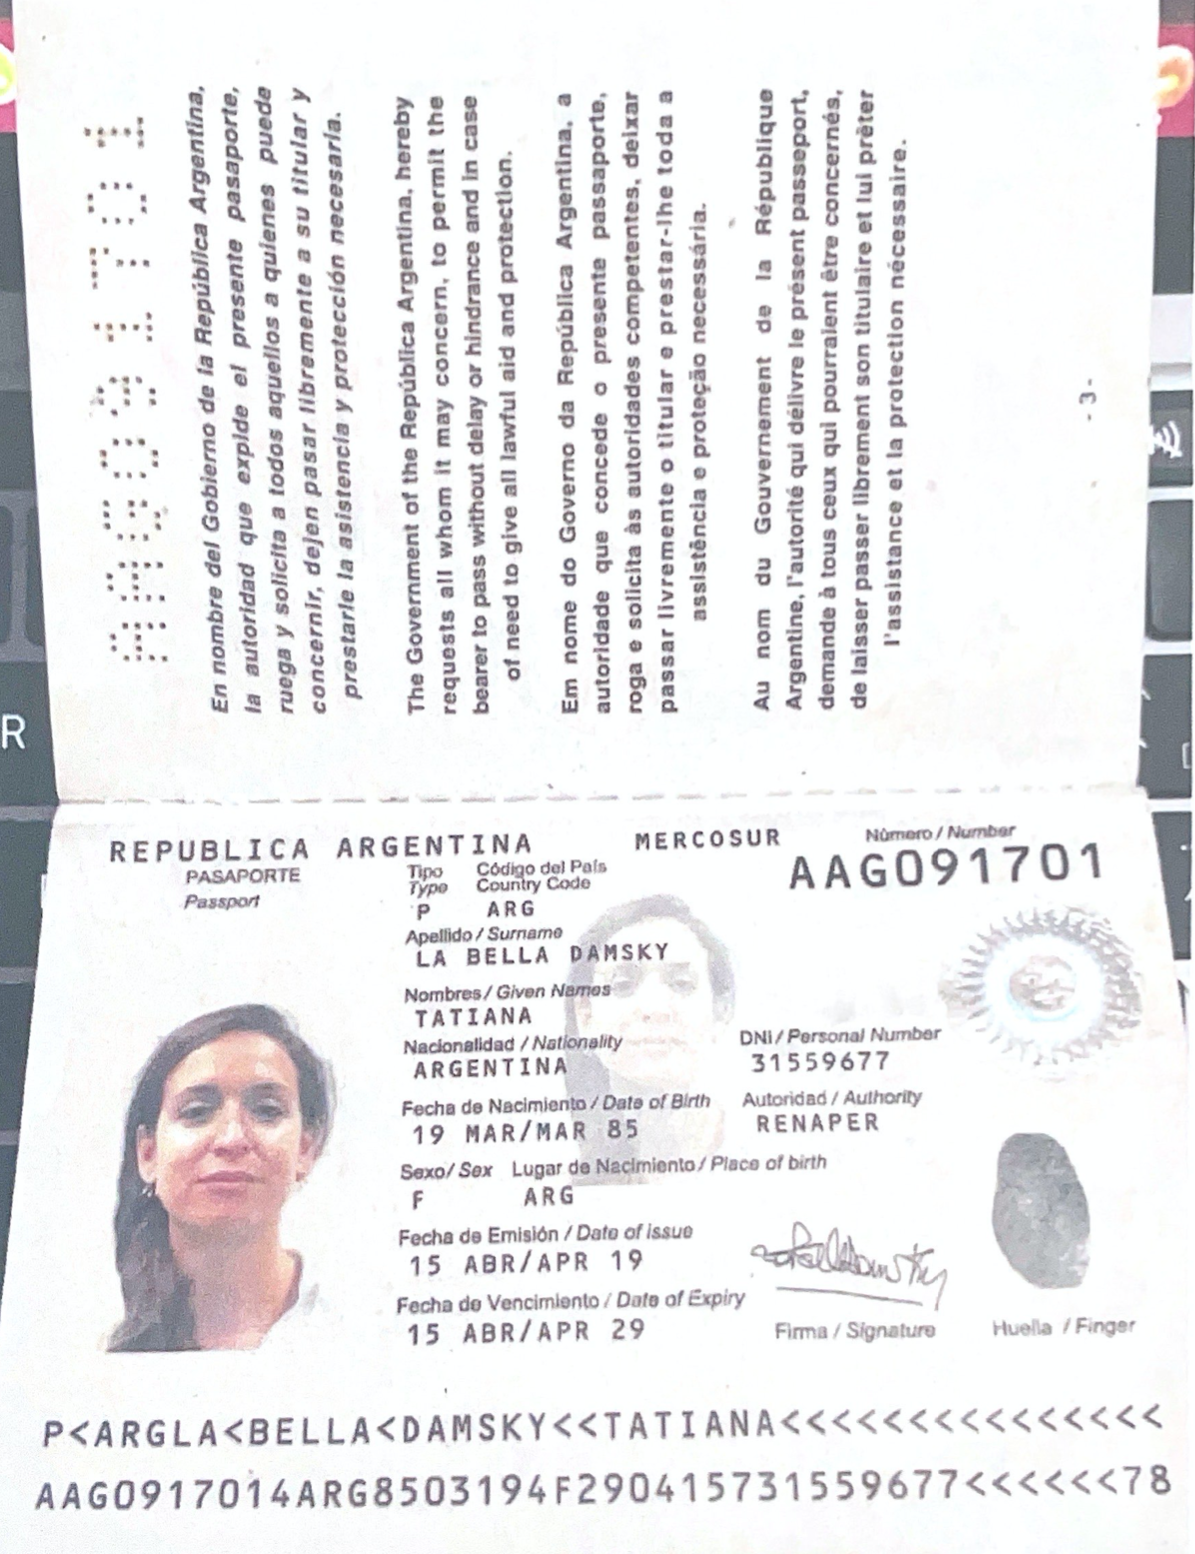 AAG091701
En nombre del Gobierno de la República Argentina,
la autoridad que expide el presente pasaporte,
ruega y solicita a todos aquellos a quienes puede
concernir, dejen pasar libremente a su titular y
prestarle la asistencia y protección necesaria.
The Government of the República Argentina, hereby
requests all whom it may concern, to permit the
bearer to pass without delay or hindrance and in case
of need to give all lawful aid and protection.
Em nome do Governo da República Argentina, a
autoridade que concede o presente passaporte,
roga e solicita às autoridades competentes, deixar
passar livremente o titular e prestar-lhe toda a
assistência e proteção necessária.
Au nom du Gouvernement de la République
Argentine, l'autorité qui délivre le présent passeport,
demande à tous ceux qui pourraient être concernés,
de laisser passer librement son titulaire et lui prêter
l'assistance et la protection nécessaire.
- 3 -
R
REPUBLICA ARGENTINA MERCOSUR Número / Number
PASAPORTE Tipo Código del País AAG091701
Passport Type Country Code
P ARG
Apellido / Surname
LA BELLA DAMSKY
Nombres / Given Names
TATIANA
Nacionalidad / Nationality DNI / Personal Number
ARGENTINA 31559677
Fecha de Nacimiento / Date of Birth Autoridad / Authority
19 MAR/MAR 85 RENAPER
Sexo / Sex Lugar de Nacimiento / Place of birth
F ARG
Fecha de Emisión / Date of issue
15 ABR/APR 19
Fecha de Vencimiento / Date of Expiry
15 ABR/APR 29 Firma / Signature Huella / Finger
P<ARGLA<BELLA<DAMSKY<<TATIANA<<<<<<<<<<<<<<<
AAG0917014ARG8503194F290415731559677<<<<<<78